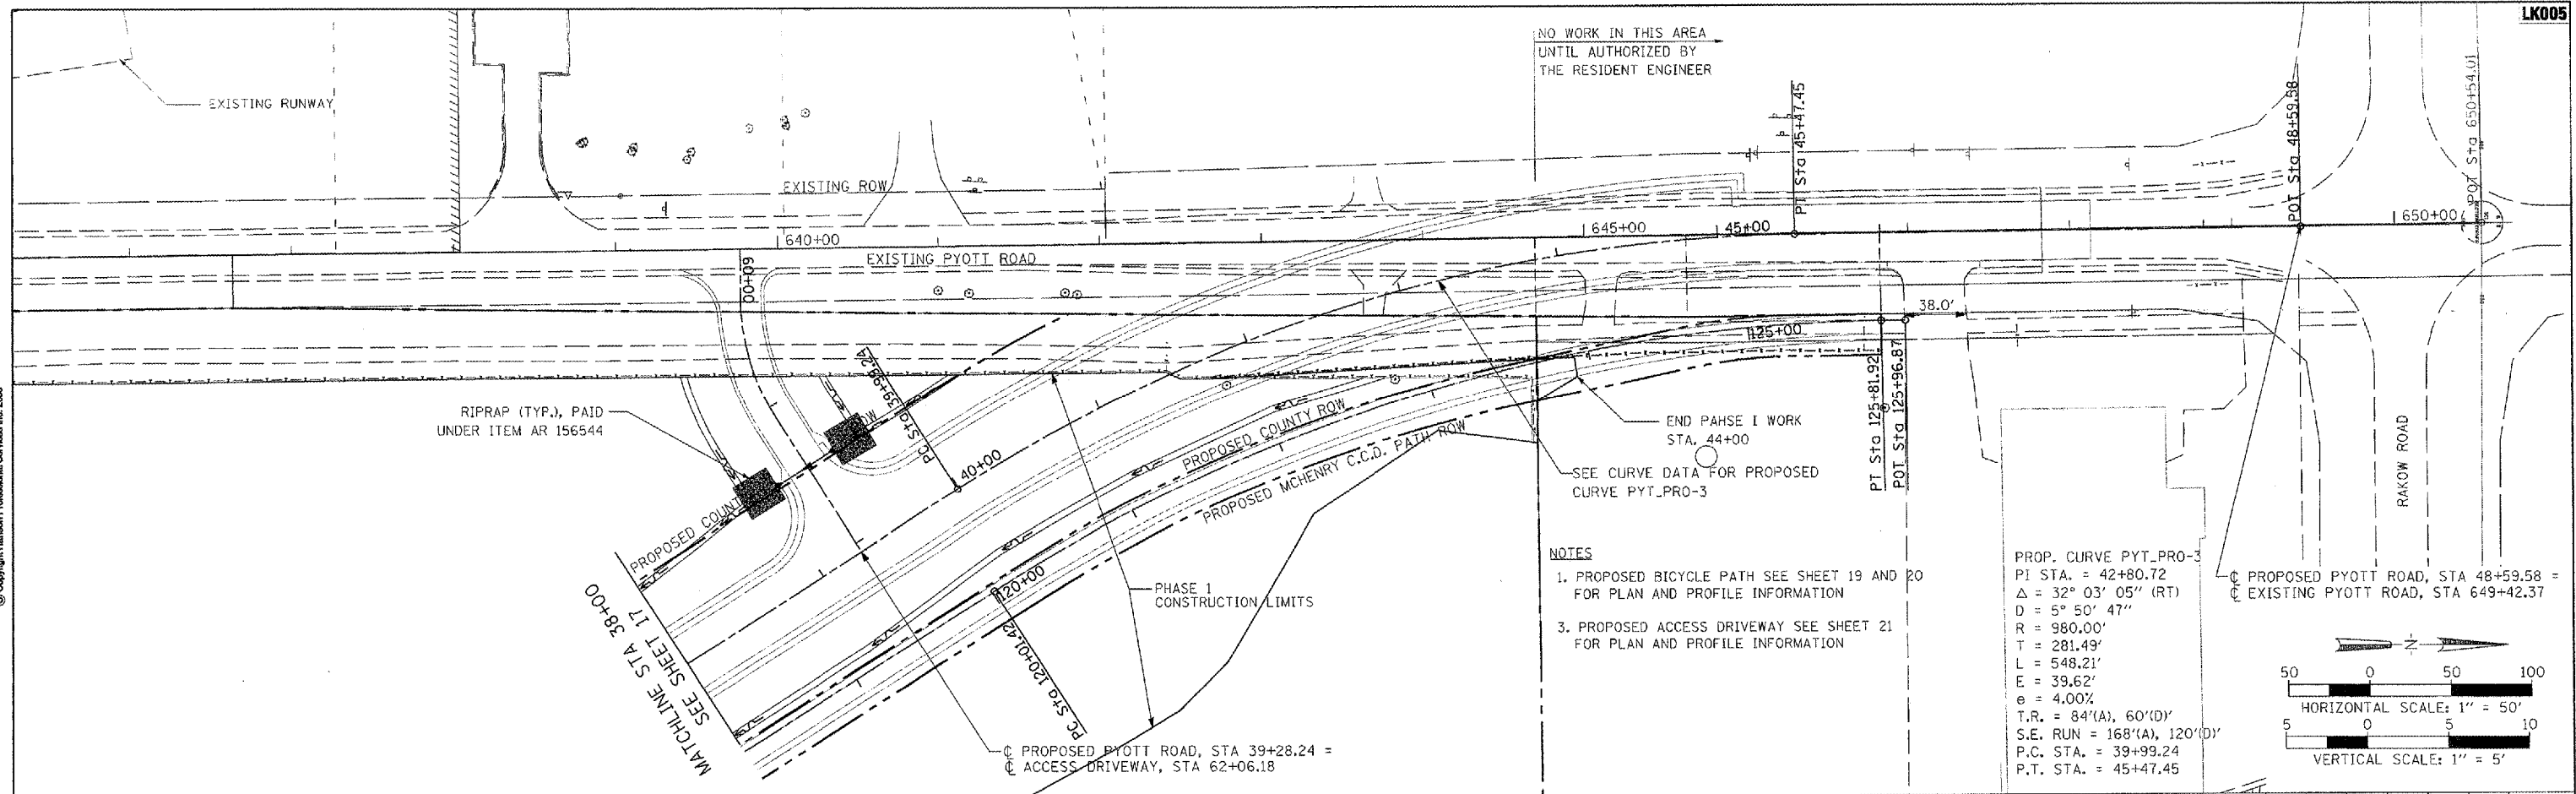 LK005
NO WORK IN THIS AREA
UNTIL AUTHORIZED BY
THE RESIDENT ENGINEER
EXISTING RUNWAY
EXISTING ROW
640+00
645+00
45+00
PT Sta 45+47.45
POT Sta 48+59.58
POT Sta 650+54.01
650+00
EXISTING PYOTT ROAD
60+00
38.0'
125+00
PT Sta 125+81.92
POT Sta 125+96.87
RIPRAP (TYP.), PAID
UNDER ITEM AR 156544
PC Sta 39+99.24
40+00
ROW
PROPOSED COUNTY ROW
PROPOSED MCHENRY C.C.D. PATH ROW
PROPOSED COUNT
END PAHSE I WORK
STA. 44+00
SEE CURVE DATA FOR PROPOSED
CURVE PYT_PRO-3
RAKOW ROAD
MATCHLINE STA 38+00
SEE SHEET 17
120+00
PC Sta 120+01.42
PHASE 1
CONSTRUCTION LIMITS
℄ PROPOSED PYOTT ROAD, STA 39+28.24 =
℄ ACCESS DRIVEWAY, STA 62+06.18
NOTES
1. PROPOSED BICYCLE PATH SEE SHEET 19 AND 20
FOR PLAN AND PROFILE INFORMATION
3. PROPOSED ACCESS DRIVEWAY SEE SHEET 21
FOR PLAN AND PROFILE INFORMATION
PROP. CURVE PYT_PRO-3
PI STA. = 42+80.72
Δ = 32° 03' 05" (RT)
D = 5° 50' 47"
R = 980.00'
T = 281.49'
L = 548.21'
E = 39.62'
e = 4.00%
T.R. = 84'(A), 60'(D)'
S.E. RUN = 168'(A), 120'(D)'
P.C. STA. = 39+99.24
P.T. STA. = 45+47.45
℄ PROPOSED PYOTT ROAD, STA 48+59.58 =
℄ EXISTING PYOTT ROAD, STA 649+42.37
N
50 0 50 100
HORIZONTAL SCALE: 1" = 50'
5 0 5 10
VERTICAL SCALE: 1" = 5'